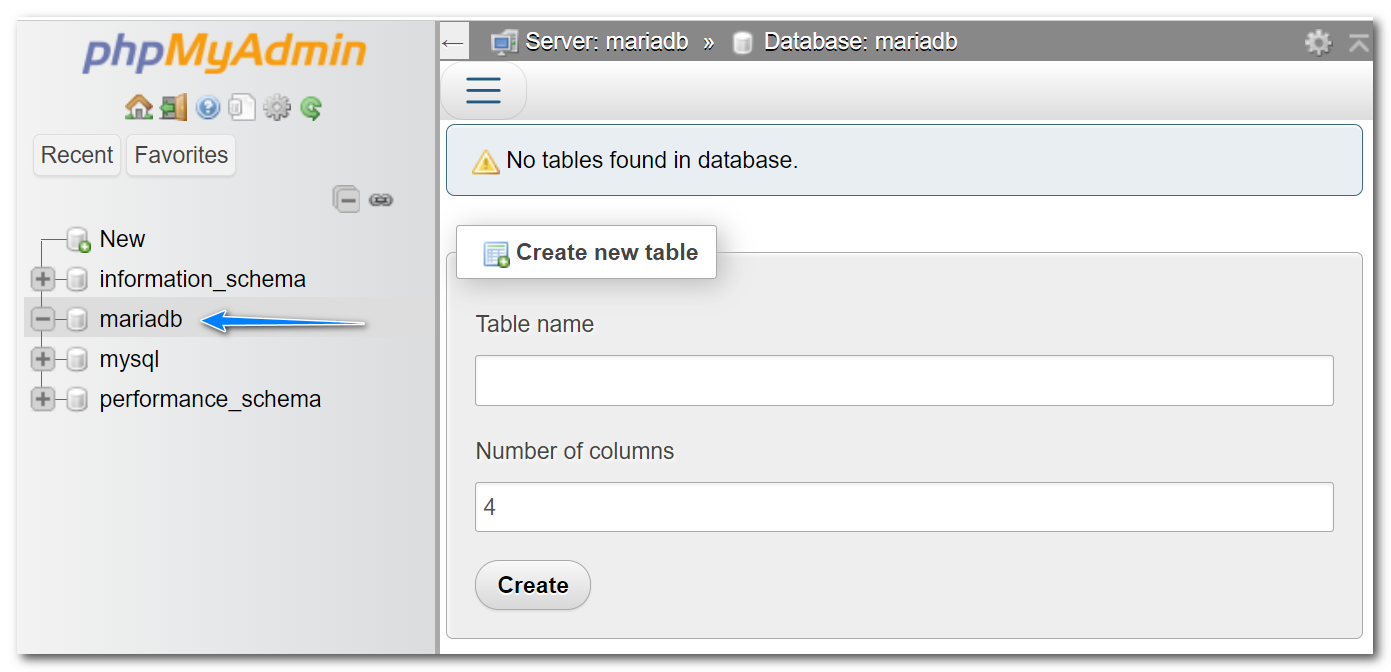 phpMyAdmin
Recent Favorites
New
information_schema
mariadb
mysql
performance_schema
Server: mariadb » Database: mariadb
No tables found in database.
Create new table
Table name
Number of columns
4
Create